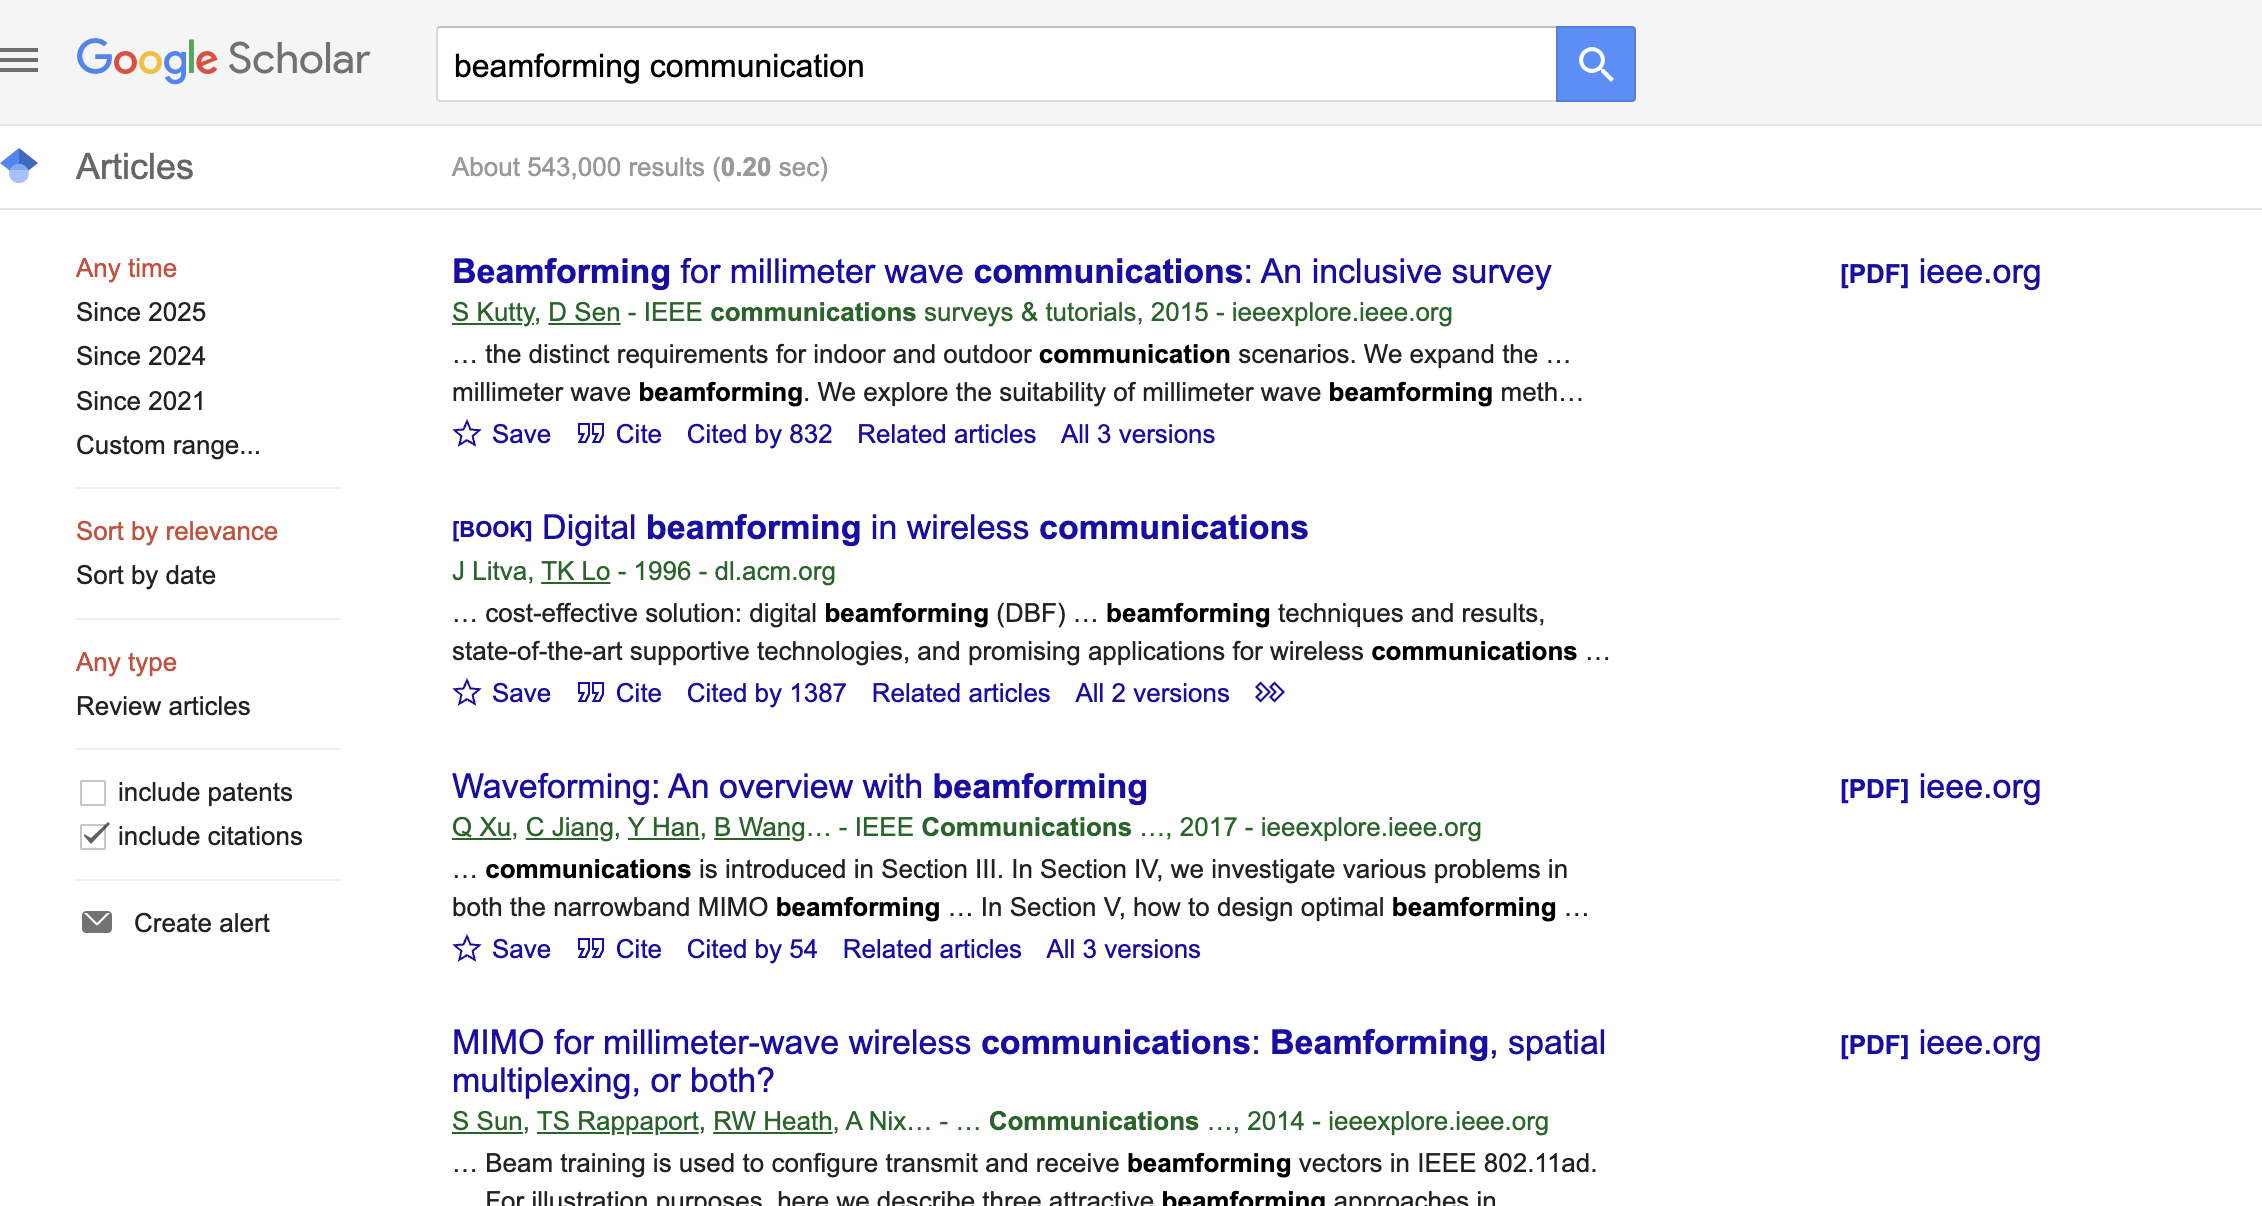 Google Scholar
beamforming communication
Articles
About 543,000 results (0.20 sec)
Any time
Since 2025
Since 2024
Since 2021
Custom range...
Sort by relevance
Sort by date
Any type
Review articles
include patents
include citations
Create alert
Beamforming for millimeter wave communications: An inclusive survey
[PDF] ieee.org
S Kutty, D Sen - IEEE communications surveys & tutorials, 2015 - ieeexplore.ieee.org
… the distinct requirements for indoor and outdoor communication scenarios. We expand the …
millimeter wave beamforming. We explore the suitability of millimeter wave beamforming meth…
Save Cite Cited by 832 Related articles All 3 versions
[BOOK] Digital beamforming in wireless communications
J Litva, TK Lo - 1996 - dl.acm.org
… cost-effective solution: digital beamforming (DBF) … beamforming techniques and results,
state-of-the-art supportive technologies, and promising applications for wireless communications …
Save Cite Cited by 1387 Related articles All 2 versions
Waveforming: An overview with beamforming
[PDF] ieee.org
Q Xu, C Jiang, Y Han, B Wang… - IEEE Communications …, 2017 - ieeexplore.ieee.org
… communications is introduced in Section III. In Section IV, we investigate various problems in
both the narrowband MIMO beamforming … In Section V, how to design optimal beamforming …
Save Cite Cited by 54 Related articles All 3 versions
MIMO for millimeter-wave wireless communications: Beamforming, spatial
multiplexing, or both?
[PDF] ieee.org
S Sun, TS Rappaport, RW Heath, A Nix… - … Communications …, 2014 - ieeexplore.ieee.org
… Beam training is used to configure transmit and receive beamforming vectors in IEEE 802.11ad.
For illustration purposes, here we describe three attractive beamforming approaches in